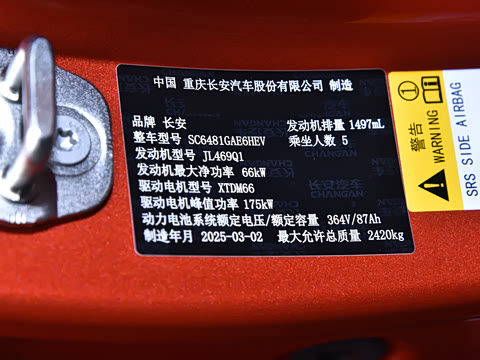 中国 重庆长安汽车股份有限公司 制造
品牌 长安 发动机排量 1497mL
整车型号 SC6481GAE6HEV 乘坐人数 5
发动机型号 JL469Q1
发动机最大净功率 66kW
驱动电机型号 XTDM66
驱动电机峰值功率 175kW
动力电池系统额定电压/额定容量 364V/87Ah
制造年月 2025-03-02 最大允许总质量 2420kg
长安汽车
CHANGAN
警告
WARNING
SRS SIDE AIRBAG